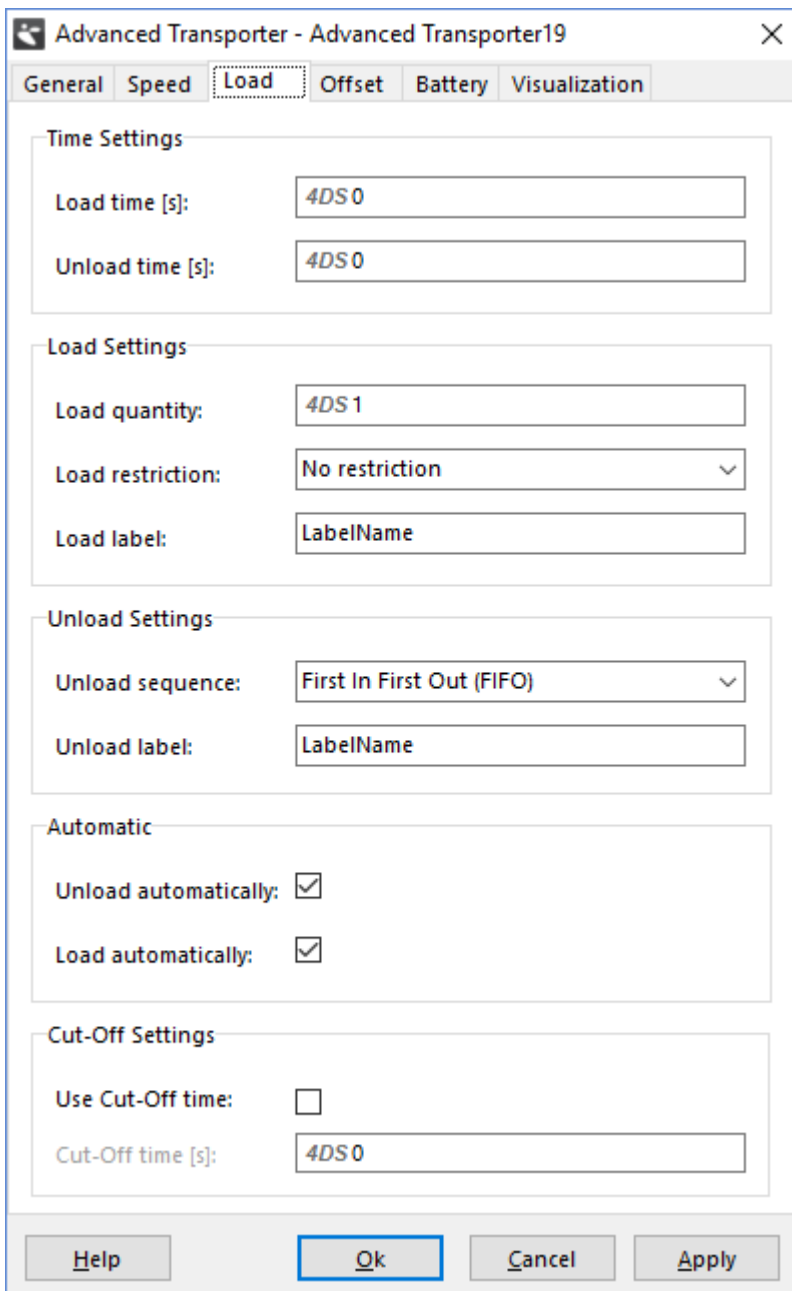 Advanced Transporter - Advanced Transporter19
General Speed Load Offset Battery Visualization
Time Settings
Load time [s]: 4DS 0
Unload time [s]: 4DS 0
Load Settings
Load quantity: 4DS 1
Load restriction: No restriction
Load label: LabelName
Unload Settings
Unload sequence: First In First Out (FIFO)
Unload label: LabelName
Automatic
Unload automatically:
Load automatically:
Cut-Off Settings
Use Cut-Off time:
Cut-Off time [s]: 4DS 0
Help Ok Cancel Apply